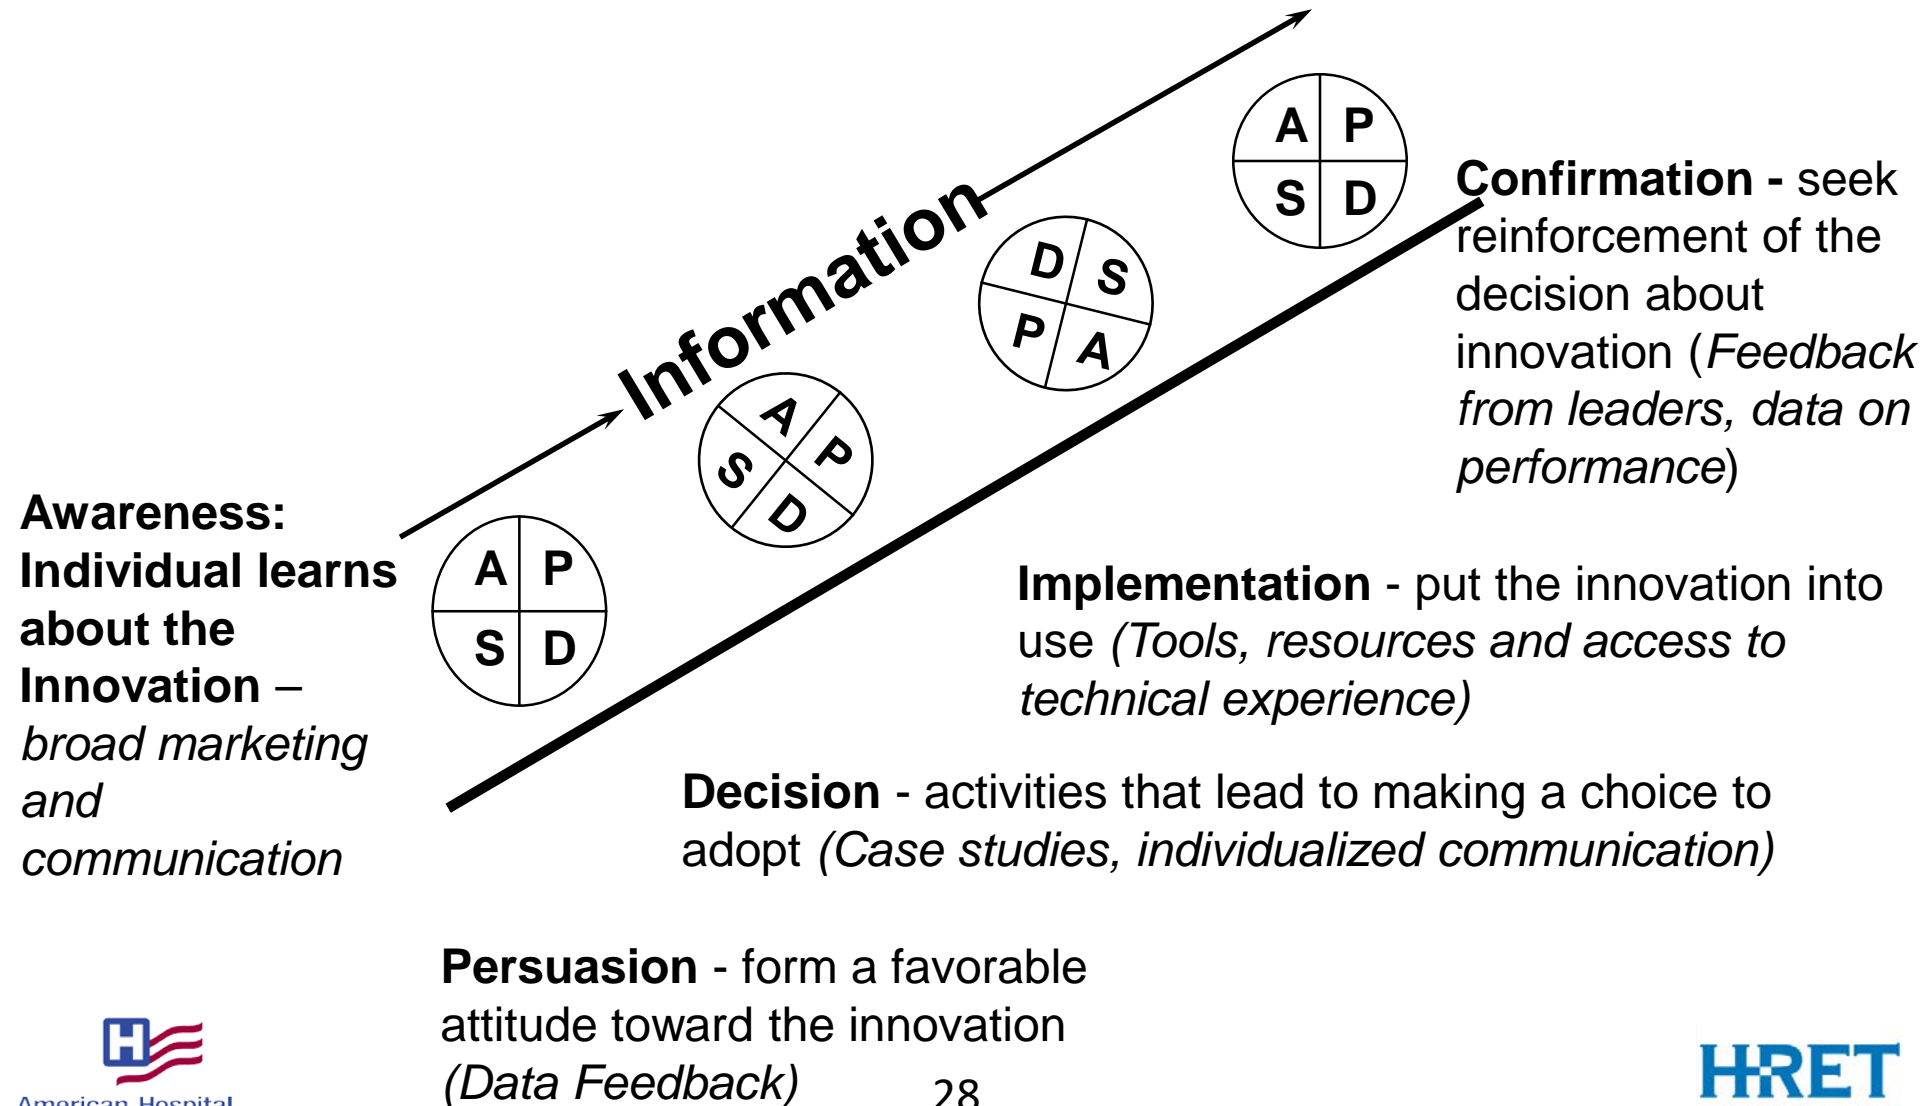 A P
S D
Information
D S
P A
A P
S D
A P
S D
Confirmation - seek
reinforcement of the
decision about
innovation (Feedback
from leaders, data on
performance)
Awareness:
Individual learns
about the
Innovation –
broad marketing
and
communication
Implementation - put the innovation into
use (Tools, resources and access to
technical experience)
Decision - activities that lead to making a choice to
adopt (Case studies, individualized communication)
Persuasion - form a favorable
attitude toward the innovation
(Data Feedback)
28
H
American Hospital
HRET